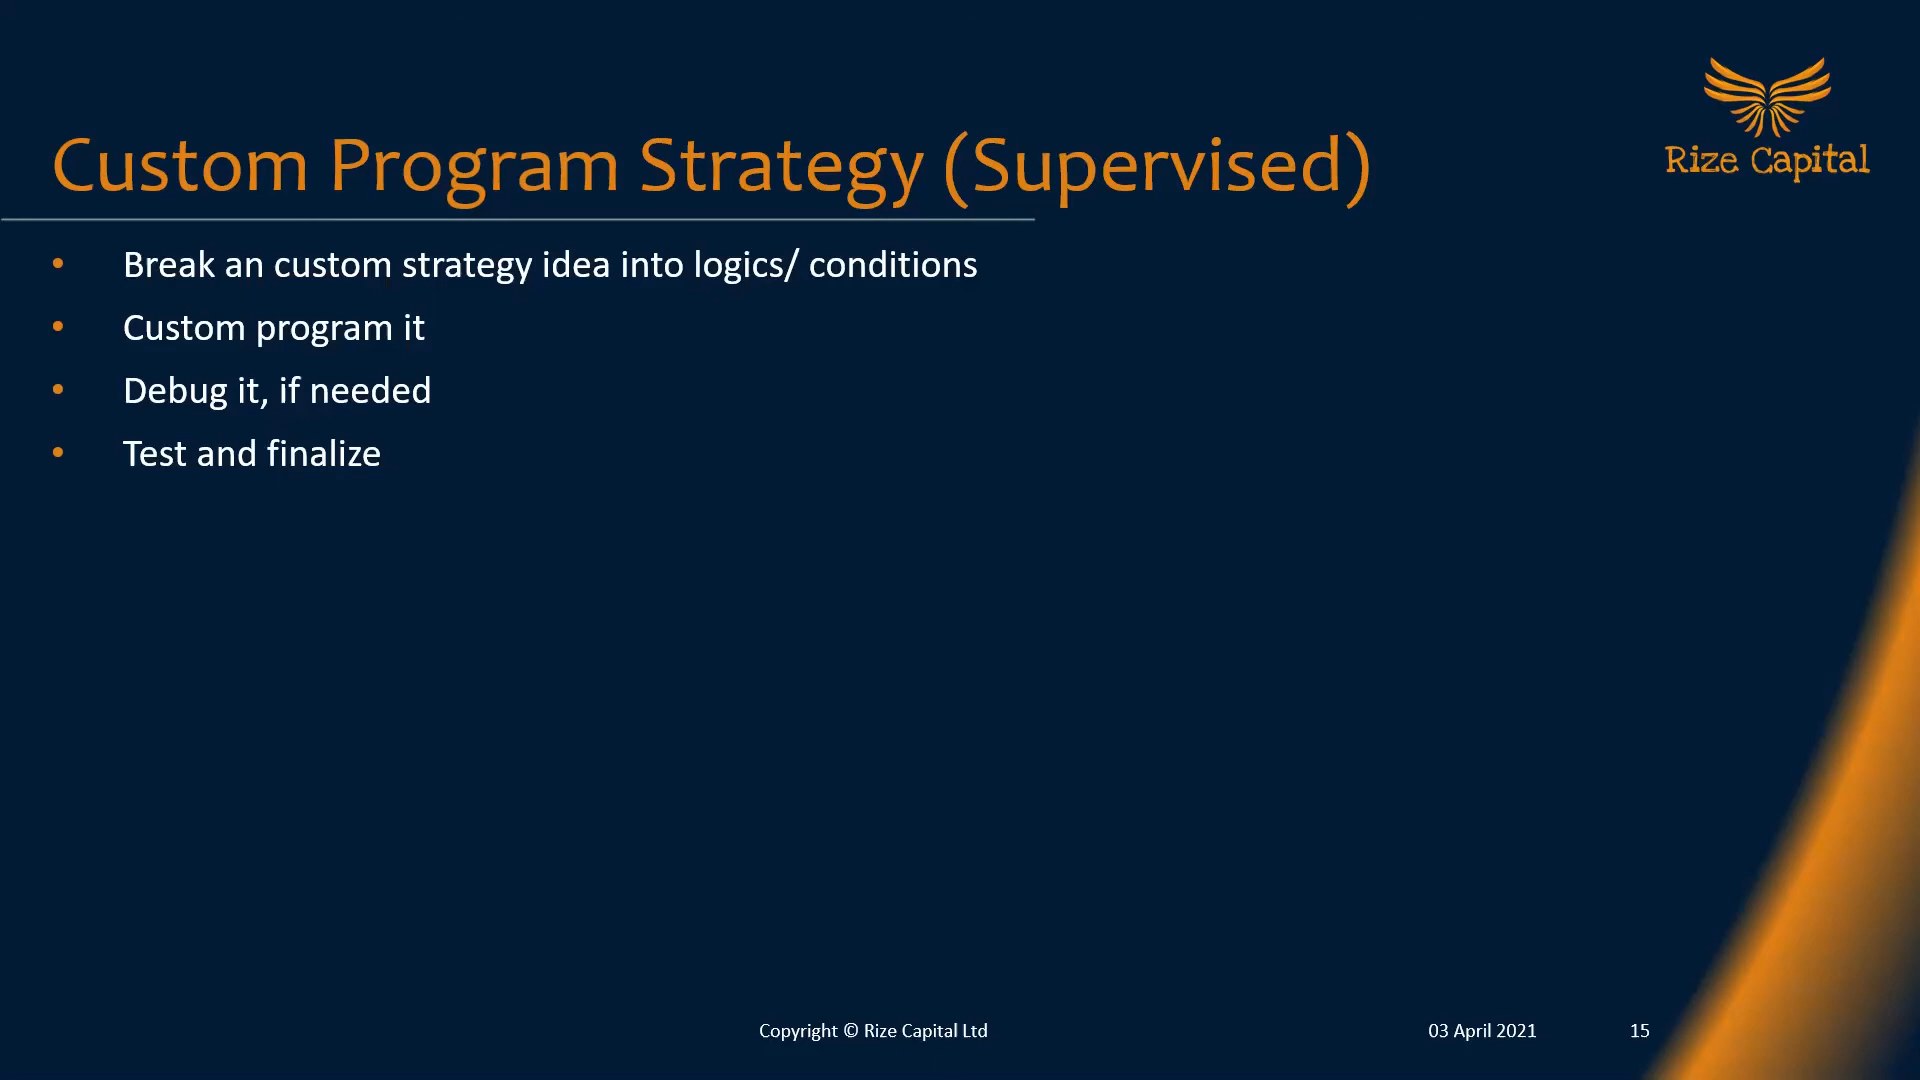 Rize Capital
Custom Program Strategy (Supervised)
• Break an custom strategy idea into logics/ conditions
• Custom program it
• Debug it, if needed
• Test and finalize
Copyright © Rize Capital Ltd 03 April 2021 15